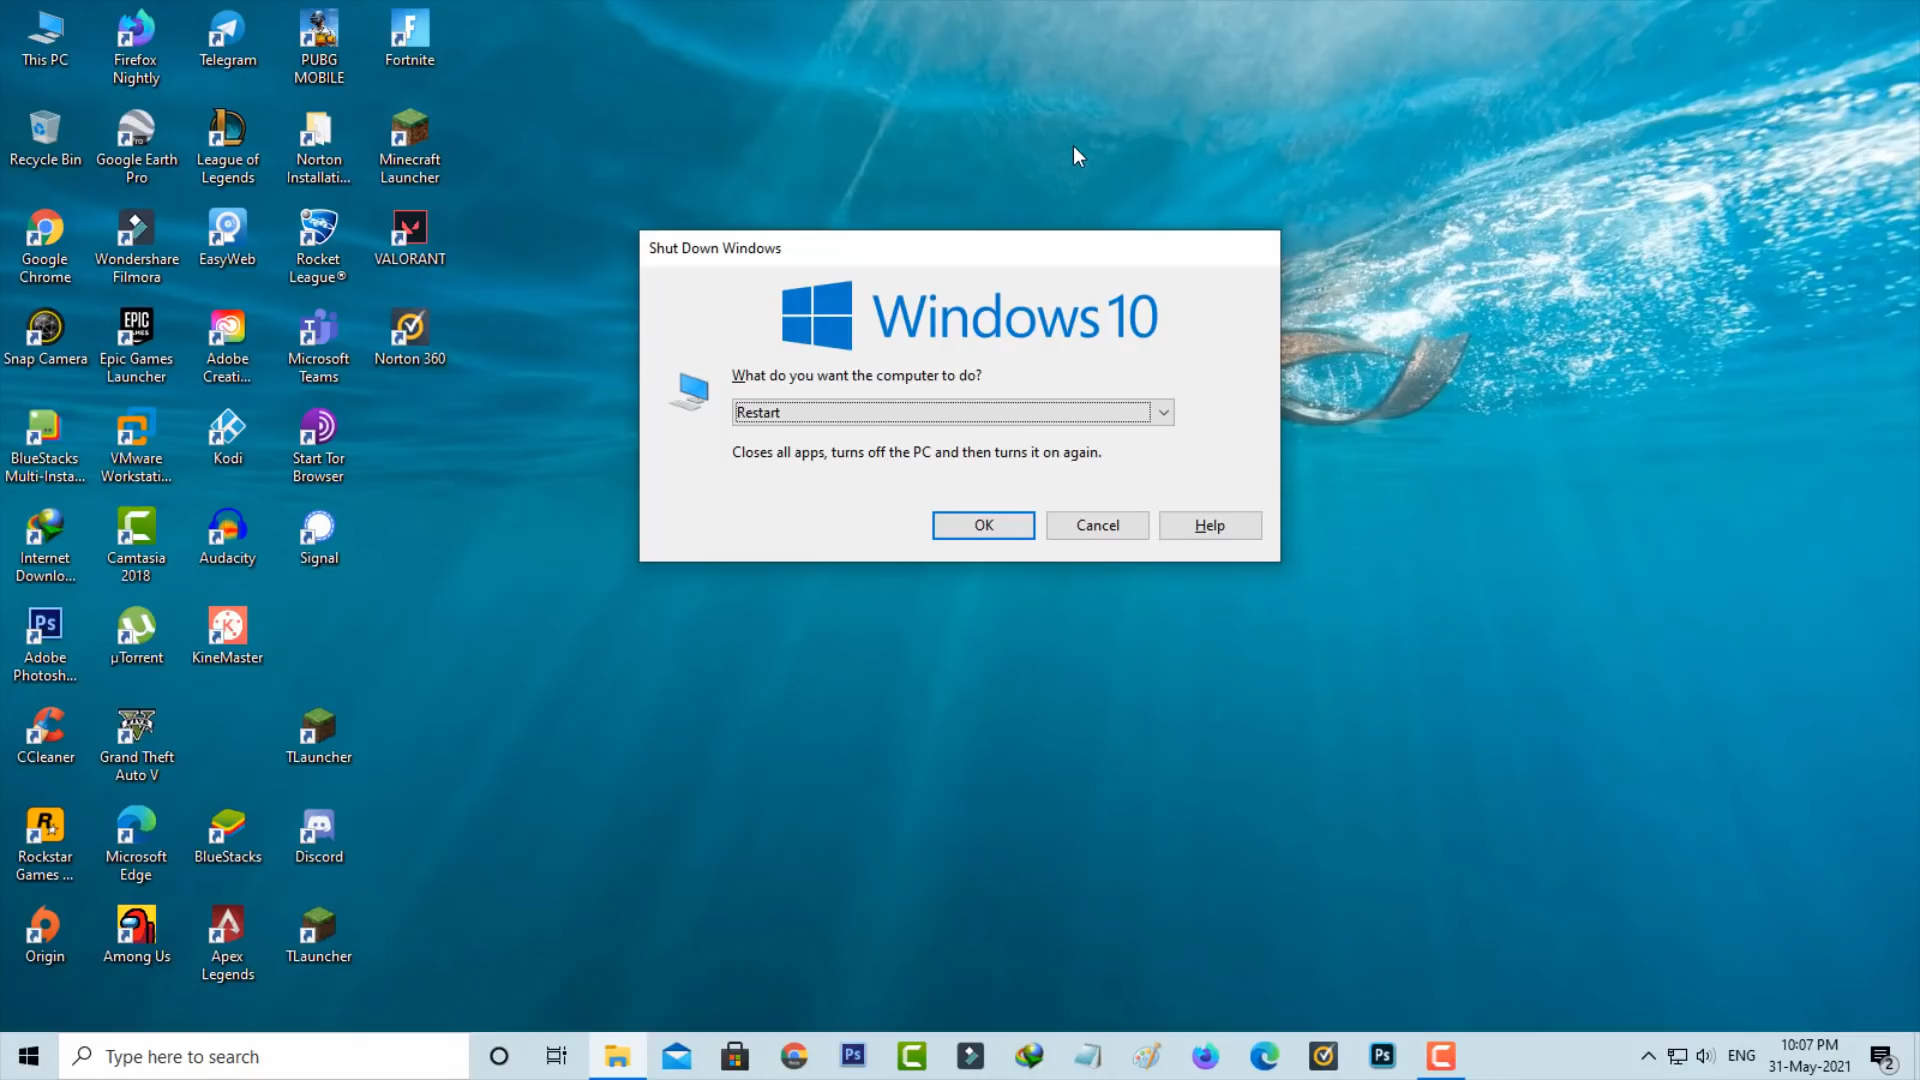 This PC
Firefox
Nightly
Telegram
PUBG
MOBILE
Fortnite
Recycle Bin
Google Earth
Pro
League of
Legends
Norton
Installati...
Minecraft
Launcher
Google
Chrome
Wondershare
Filmora
EasyWeb
Rocket
League®
VALORANT
Snap Camera
Epic Games
Launcher
Adobe
Creati...
Microsoft
Teams
Norton 360
BlueStacks
Multi-Insta...
VMware
Workstati...
Kodi
Start Tor
Browser
Internet
Downlo...
Camtasia
2018
Audacity
Signal
Adobe
Photosh...
µTorrent
KineMaster
CCleaner
Grand Theft
Auto V
TLauncher
Rockstar
Games ...
Microsoft
Edge
BlueStacks
Discord
Origin
Among Us
Apex
Legends
TLauncher
Shut Down Windows
Windows 10
What do you want the computer to do?
Restart
Closes all apps, turns off the PC and then turns it on again.
OK Cancel Help
Type here to search
ENG
10:07 PM
31-May-2021
2